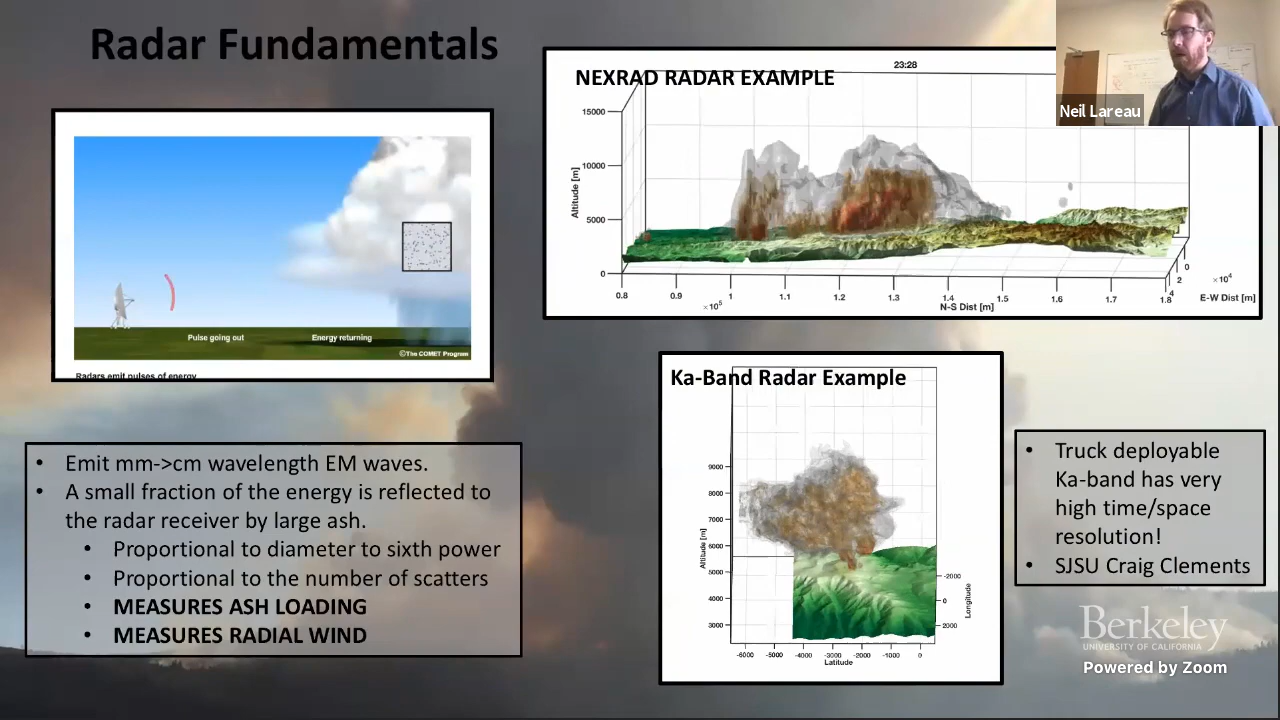 Radar Fundamentals
Pulse going out
Energy returning
©The COMET Program
Radars emit pulses of energy
• Emit mm->cm wavelength EM waves.
• A small fraction of the energy is reflected to
the radar receiver by large ash.
• Proportional to diameter to sixth power
• Proportional to the number of scatters
• MEASURES ASH LOADING
• MEASURES RADIAL WIND
23:28
NEXRAD RADAR EXAMPLE
15000
10000
5000
0
Altitude [m]
0.8 0.9 1 1.1 1.2 1.3 1.4 1.5 1.6 1.7 1.8
×10⁵
N-S Dist [m]
0
2
4
×10⁴
E-W Dist [m]
Neil Lareau
Ka-Band Radar Example
9000
8000
7000
6000
5000
4000
3000
Altitude [m]
-6000 -5000 -4000 -3000 -2000 -1000 0
Latitude
-2000
0
2000
Longitude
• Truck deployable
Ka-band has very
high time/space
resolution!
• SJSU Craig Clements
Berkeley
UNIVERSITY OF CALIFORNIA
Powered by Zoom